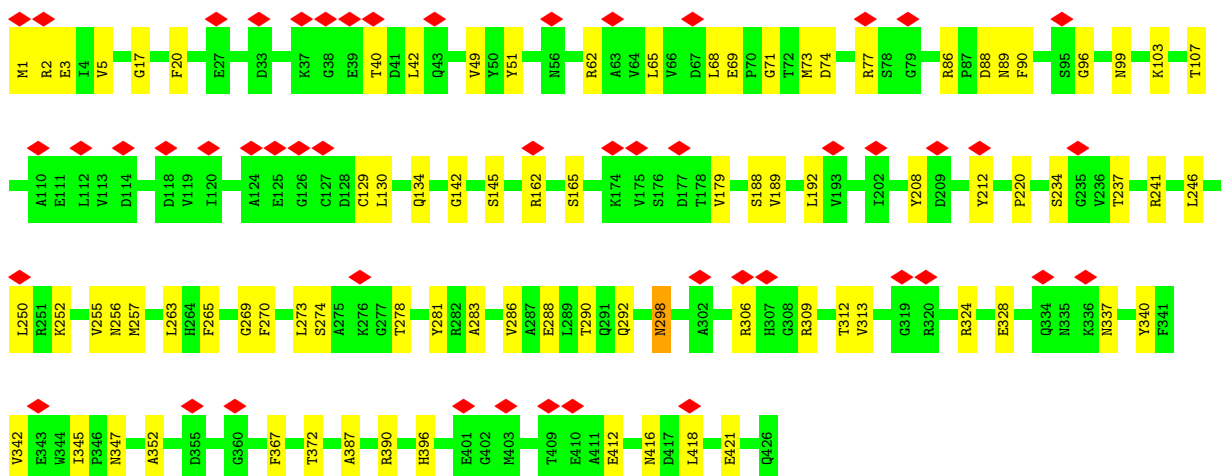 M1 R2 E3 I4 V5 G17 F20 E27 D33 K37 G38 E39 T40 D41 L42 Q43 V49 Y50 Y51 N56 R62 A63 V64 L65 V66 D67 L68 E69 P70 G71 T72 M73 D74 R77 S78 G79 R86 P87 D88 N89 F90 S95 G96 N99 K103 T107
A110 E111 L112 V113 D114 D118 V119 I120 A124 E125 G126 C127 D128 C129 L130 Q134 G142 S145 R162 S165 K174 V175 S176 D177 T178 V179 S188 V189 L192 V193 I202 Y208 D209 Y212 P220 S234 G235 V236 T237 R241 L246
L250 R251 K252 V255 N256 M257 L263 H264 F265 G269 F270 L273 S274 A275 K276 G277 T278 Y281 R282 A283 V286 A287 E288 L289 T290 Q291 Q292 N298 A302 R306 H307 G308 R309 T312 V313 G319 R320 R324 E328 Q334 N335 K336 N337 Y340 F341
V342 E343 W344 I345 P346 N347 A352 D355 G360 F367 T372 A387 R390 H396 E401 G402 M403 T409 E410 A411 E412 N416 D417 L418 E421 Q426